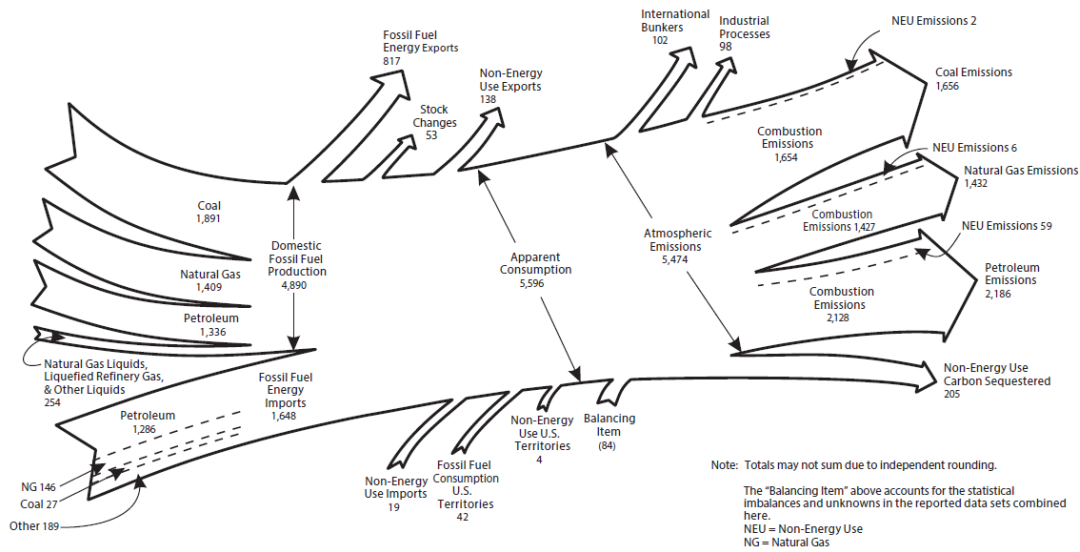 International
Bunkers
102
Industrial
Processes
98
NEU Emissions 2
Fossil Fuel
Energy Exports
817
Non-Energy
Use Exports
138
Stock
Changes
53
Coal Emissions
1,656
Combustion
Emissions
1,654
NEU Emissions 6
Natural Gas Emissions
1,432
Coal
1,891
Combustion
Emissions 1,427
NEU Emissions 59
Domestic
Fossil Fuel
Production
4,890
Atmospheric
Emissions
5,474
Apparent
Consumption
5,596
Natural Gas
1,409
Petroleum
Emissions
2,186
Combustion
Emissions
2,128
Petroleum
1,336
Natural Gas Liquids,
Liquefied Refinery Gas,
& Other Liquids
254
Fossil Fuel
Energy
Imports
1,648
Non-Energy Use
Carbon Sequestered
205
Petroleum
1,286
Non-Energy
Use U.S.
Territories
4
Balancing
Item
(84)
NG 146
Coal 27
Other 189
Non-Energy
Use Imports
19
Fossil Fuel
Consumption
U.S.
Territories
42
Note: Totals may not sum due to independent rounding.
The "Balancing Item" above accounts for the statistical
imbalances and unknowns in the reported data sets combined
here.
NEU = Non-Energy Use
NG = Natural Gas